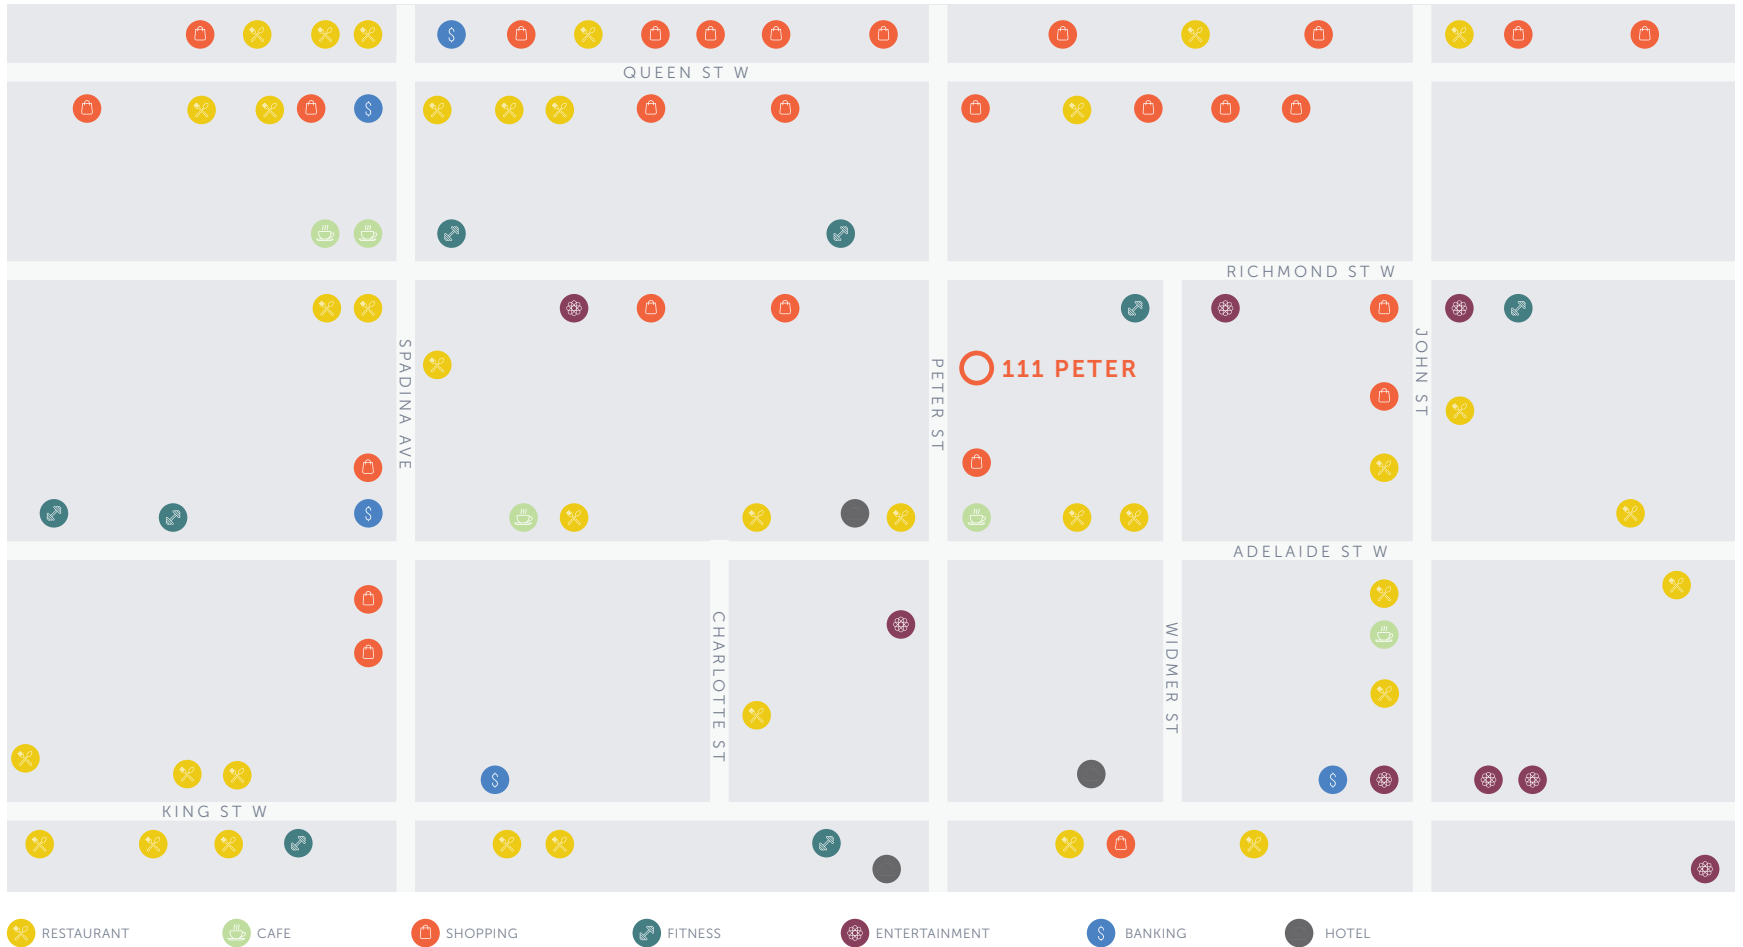 QUEEN ST W
RICHMOND ST W
SPADINA AVE
PETER ST
111 PETER
JOHN ST
ADELAIDE ST W
CHARLOTTE ST
WIDMER ST
KING ST W
RESTAURANT
CAFE
SHOPPING
FITNESS
ENTERTAINMENT
BANKING
HOTEL